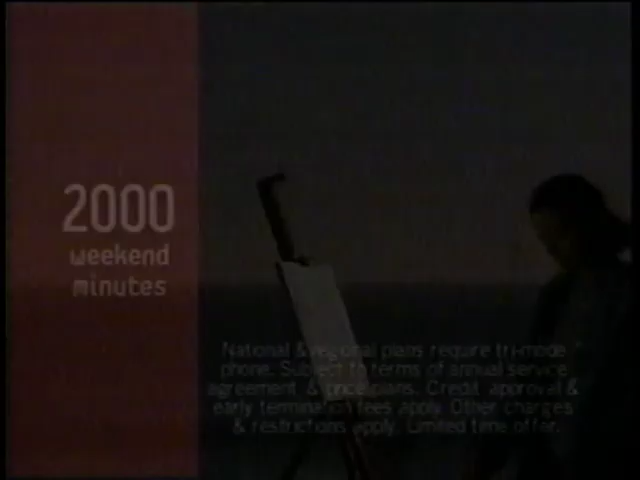 2000
weekend
minutes
National & regional plans require tri-mode
phone. Subject to terms of annual service
agreement & price plans. Credit approval &
early termination fees apply. Other charges
& restrictions apply. Limited time offer.